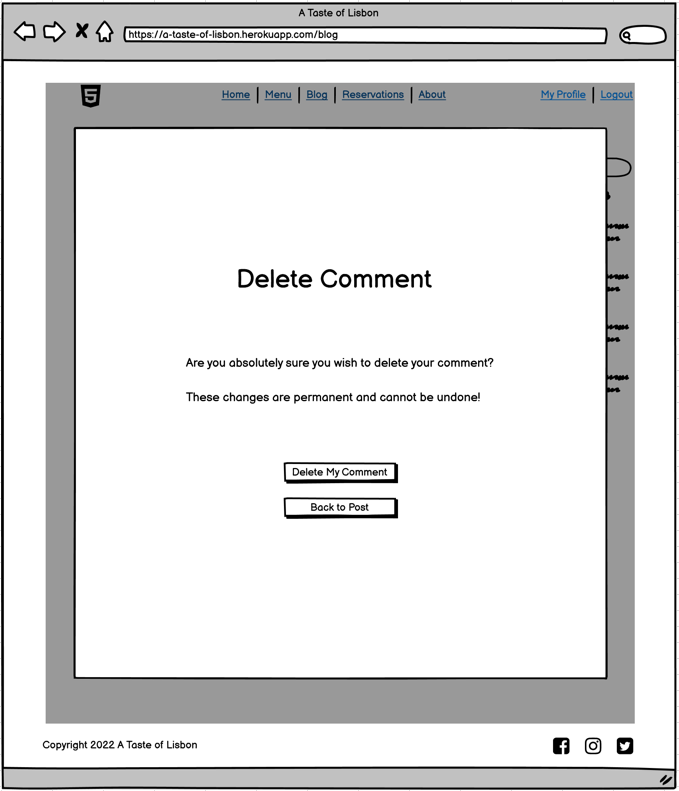 A Taste of Lisbon
https://a-taste-of-lisbon.herokuapp.com/blog
5
Home Menu Blog Reservations About My Profile Logout
Delete Comment
Are you absolutely sure you wish to delete your comment?
These changes are permanent and cannot be undone!
Delete My Comment
Back to Post
Copyright 2022 A Taste of Lisbon